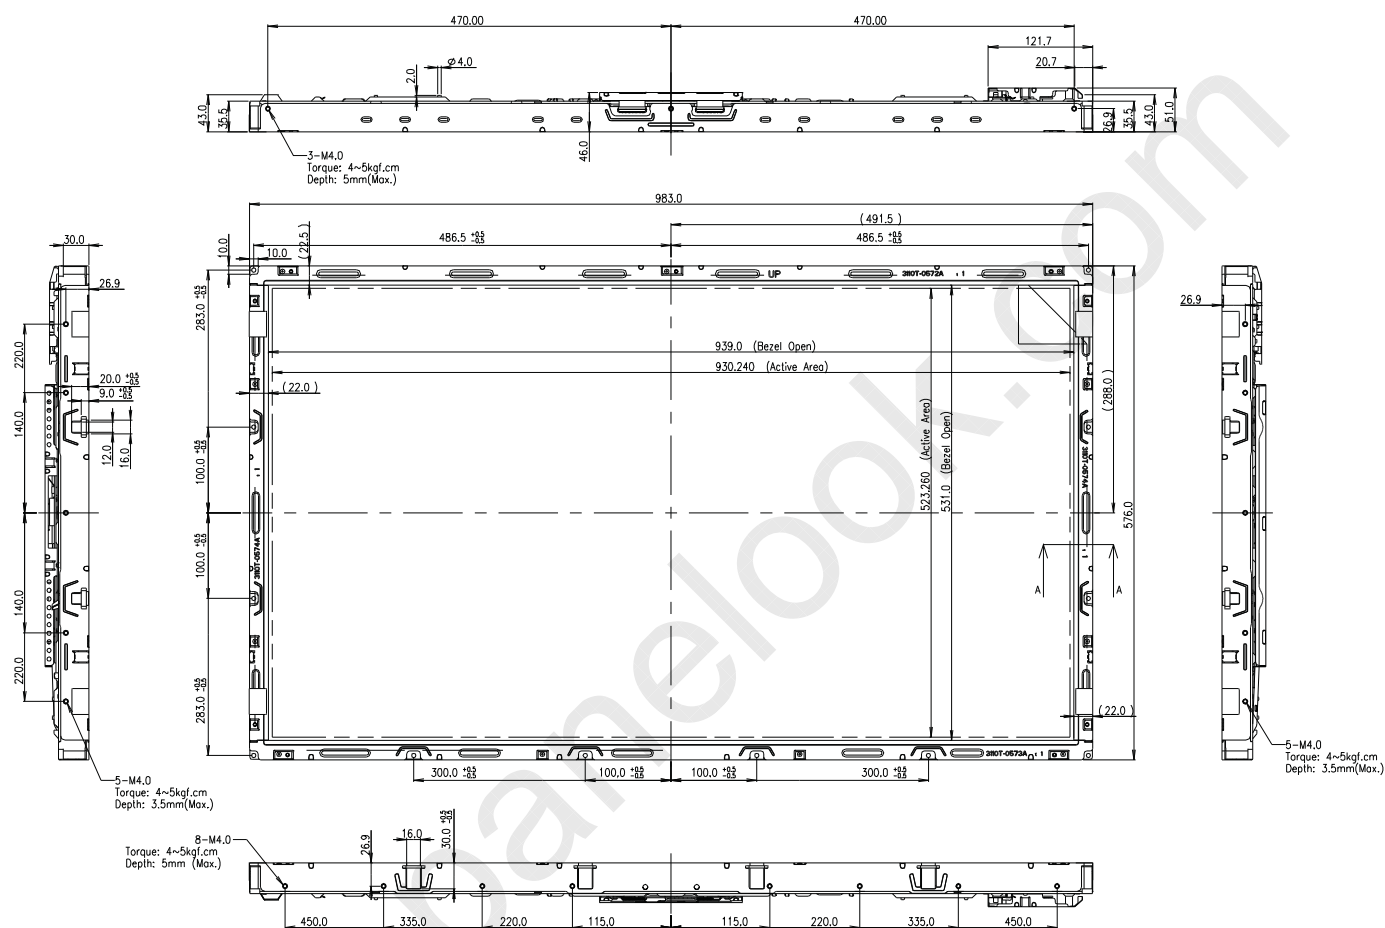 470.00
470.00
121.7
20.7
2.0
Ø4.0
43.0
35.5
46.0
26.9
35.5
43.0
51.0
3-M4.0
Torque: 4~5kgf.cm
Depth: 5mm(Max.)
983.0
(491.5)
486.5 +0.5 -0.5
486.5 +0.5 -0.5
10.0
10.0
(22.5)
UP
3110T-0572A : 1
30.0
26.9
26.9
283.0 +0.5 -0.5
220.0
939.0 (Bezel Open)
930.240 (Active Area)
20.0 +0.5 -0.5
9.0 +0.5 -0.5
(22.0)
(288.0)
140.0
12.0
16.0
100.0 +0.5 -0.5
523.260 (Active Area)
531.0 (Bezel Open)
3110T-0574A : 1
576.0
3110T-0574A : 1
100.0 +0.5 -0.5
A
A
140.0
220.0
283.0 +0.5 -0.5
(22.0)
3110T-0573A : 1
300.0 +0.5 -0.5
100.0 +0.5 -0.5
100.0 +0.5 -0.5
300.0 +0.5 -0.5
5-M4.0
Torque: 4~5kgf.cm
Depth: 3.5mm(Max.)
5-M4.0
Torque: 4~5kgf.cm
Depth: 3.5mm(Max.)
8-M4.0
Torque: 4~5kgf.cm
Depth: 5mm (Max.)
26.9
16.0
30.0 +0.5 -0.5
450.0
335.0
220.0
115.0
115.0
220.0
335.0
450.0
panelook.com